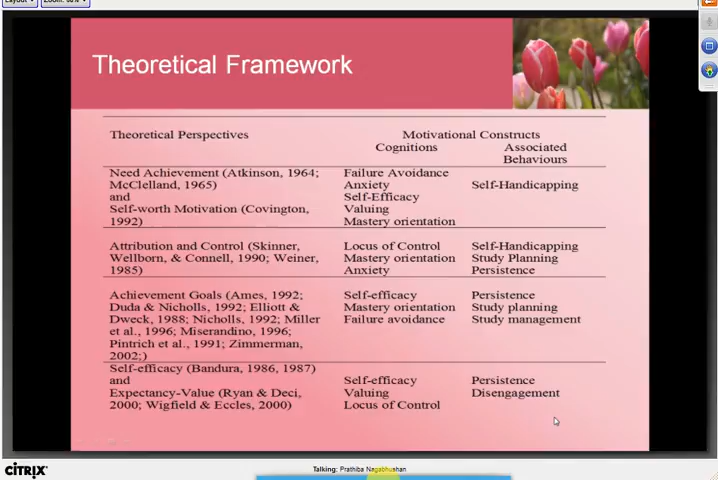 Layout
Zoom: 68%
Theoretical Framework
Theoretical Perspectives Motivational Constructs
Cognitions Associated
Behaviours
Need Achievement (Atkinson, 1964; Failure Avoidance
McClelland, 1965) Anxiety Self-Handicapping
and Self-Efficacy
Self-worth Motivation (Covington, Valuing
1992) Mastery orientation
Attribution and Control (Skinner, Locus of Control Self-Handicapping
Wellborn, & Connell, 1990; Weiner, Mastery orientation Study Planning
1985) Anxiety Persistence
Achievement Goals (Ames, 1992; Self-efficacy Persistence
Duda & Nicholls, 1992; Elliott & Mastery orientation Study planning
Dweck, 1988; Nicholls, 1992; Miller Failure avoidance Study management
et al., 1996; Miserandino, 1996;
Pintrich et al., 1991; Zimmerman,
2002;)
Self-efficacy (Bandura, 1986, 1987)
and Self-efficacy Persistence
Expectancy-Value (Ryan & Deci, Valuing Disengagement
2000; Wigfield & Eccles, 2000) Locus of Control
CITRIX
Talking: Prathiba Nagabhushan